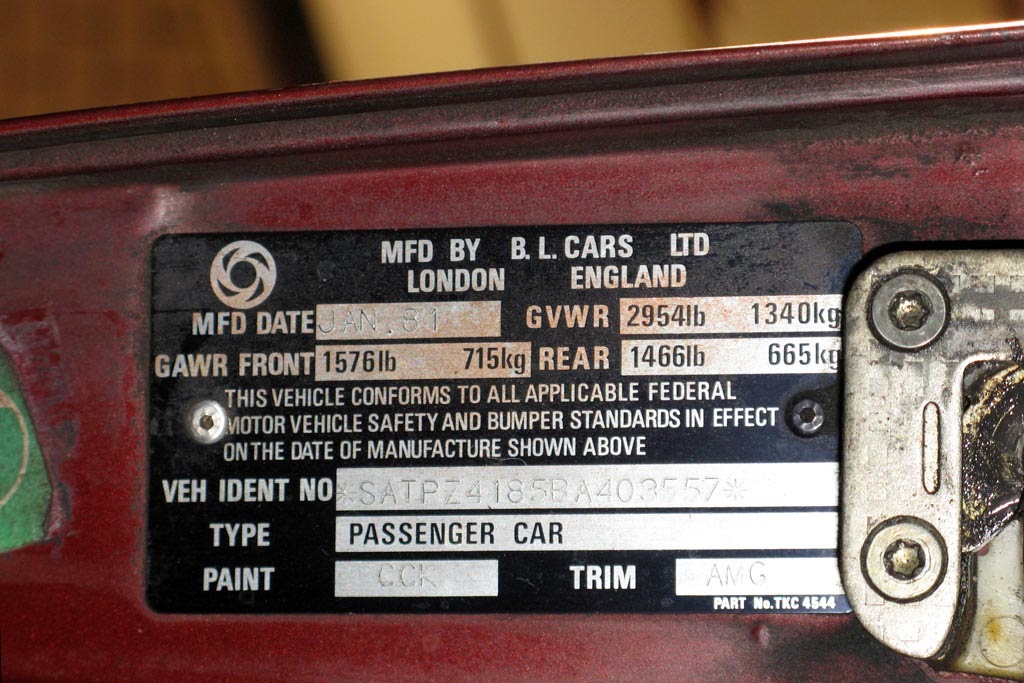 MFD BY B. L. CARS LTD
LONDON ENGLAND
MFD DATE JAN. 81 GVWR 2954lb 1340kg
GAWR FRONT 1576lb 715kg REAR 1466lb 665kg
THIS VEHICLE CONFORMS TO ALL APPLICABLE FEDERAL
MOTOR VEHICLE SAFETY AND BUMPER STANDARDS IN EFFECT
ON THE DATE OF MANUFACTURE SHOWN ABOVE
VEH IDENT NO *SATPZ4185BA403557*
TYPE PASSENGER CAR
PAINT CCK TRIM AMG
PART No. TKC 4544